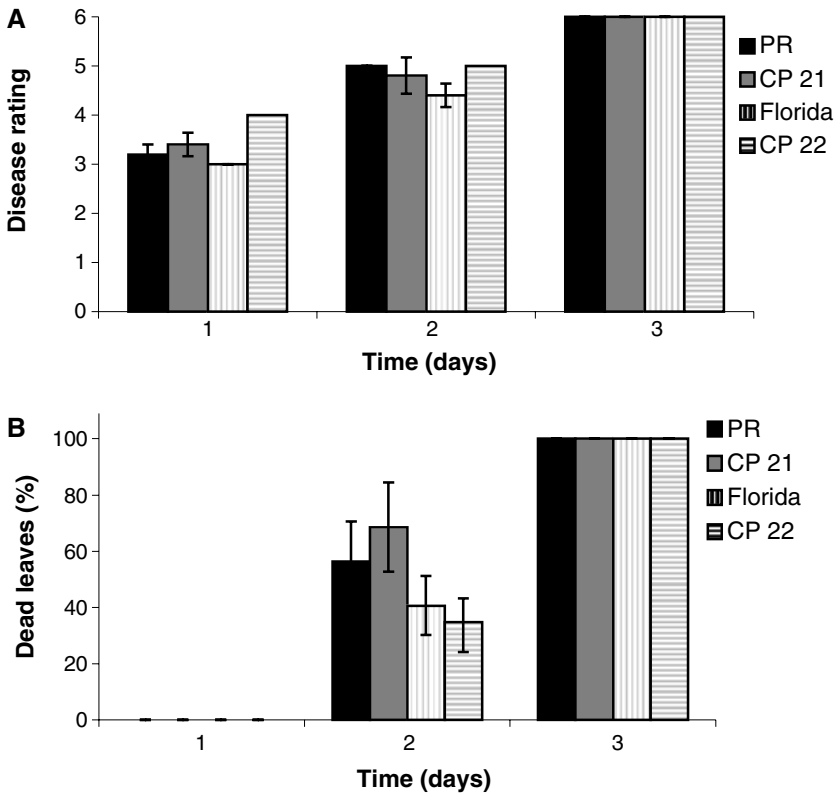 A
Disease rating
6
5
4
3
2
1
0
1 2 3
Time (days)
PR
CP 21
Florida
CP 22
B
Dead leaves (%)
100
80
60
40
20
0
1 2 3
Time (days)
PR
CP 21
Florida
CP 22